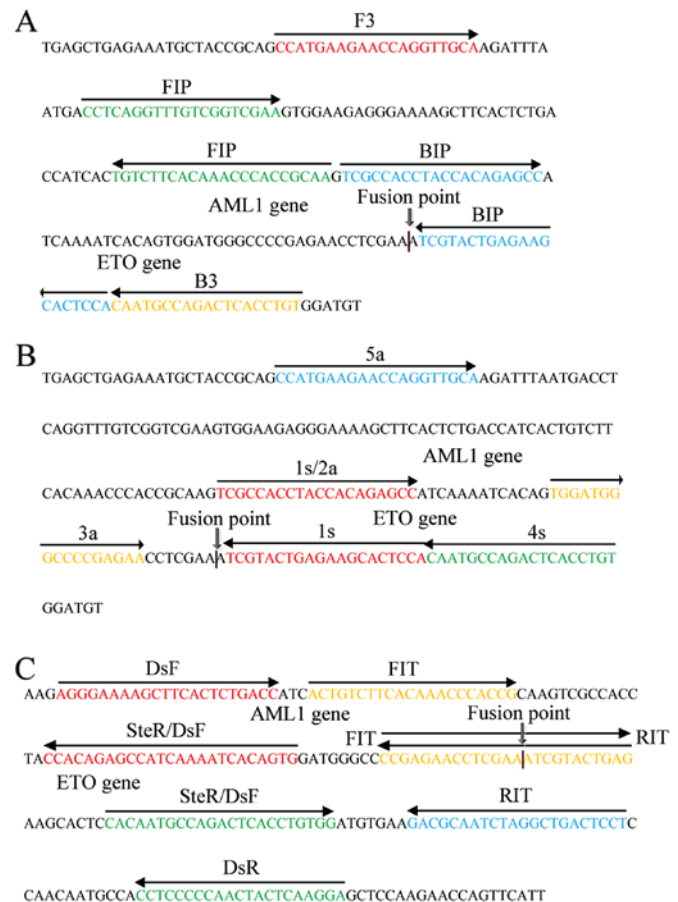 A
F3
TGAGCTGAGAAATGCTACCGCAGCCATGAAGAACCAGGTTGCAAGATTTA
FIP
ATGACCTCAGGTTTGTCGGTCGAAGTGGAAGAGGGAAAAGCTTCACTCTGA
FIP BIP
CCATCACTGTCTTCACAAACCCACCGCAAGTCGCCACCTACCACAGAGCCA
AML1 gene Fusion point
BIP
TCAAAATCACAGTGGATGGGCCCCGAGAACCTCGAAATCGTACTGAGAAG
ETO gene
B3
CACTCCACAATGCCAGACTCACCTGTGGATGT
B
5a
TGAGCTGAGAAATGCTACCGCAGCCATGAAGAACCAGGTTGCAAGATTTAATGACCT
CAGGTTTGTCGGTCGAAGTGGAAGAGGGAAAAGCTTCACTCTGACCATCACTGTCTT
1s/2a AML1 gene
CACAAACCCACCGCAAGTCGCCACCTACCACAGAGCCATCAAAATCACAGTGGATGG
Fusion point ETO gene
3a 1s 4s
GCCCCGAGAACCTCGAAATCGTACTGAGAAGCACTCCACAATGCCAGACTCACCTGT
GGATGT
C
DsF FIT
AAGAGGGAAAAGCTTCACTCTGACCATCACTGTCTTCACAAACCCACCGCAAGTCGCCACC
AML1 gene Fusion point
SteR/DsF FIT RIT
TACCACAGAGCCATCAAAATCACAGTGGATGGGCCCCGAGAACCTCGAAATCGTACTGAG
ETO gene
SteR/DsF RIT
AAGCACTCCACAATGCCAGACTCACCTGTGGATGTGAAGACGCAATCTAGGCTGACTCCTC
DsR
CAACAATGCCACCTCCCCCAACTACTCAAGGAGCTCCAAGAACCAGTTCATT